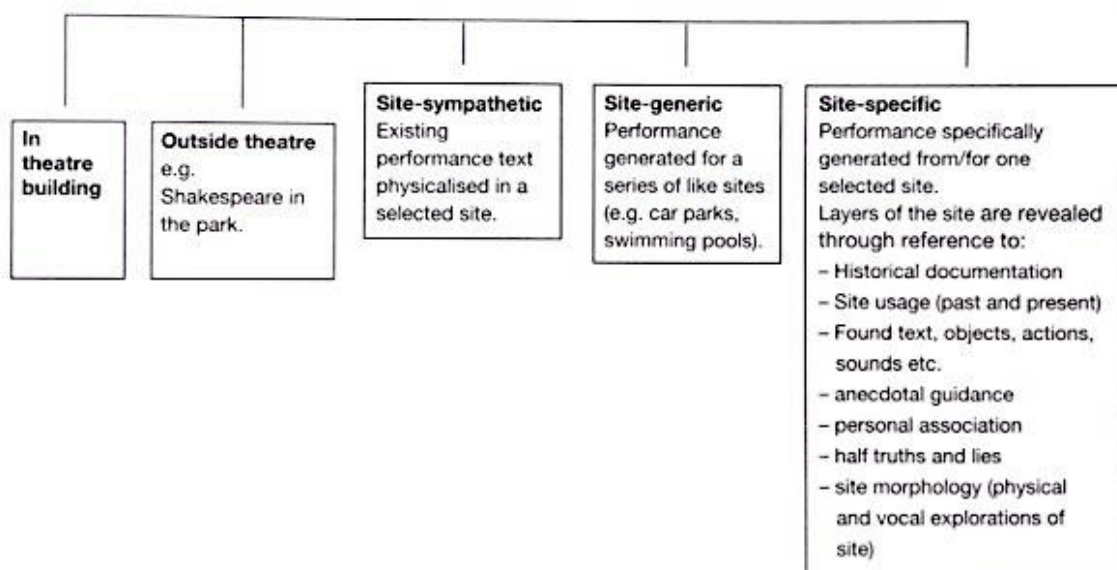 In
theatre
building
Outside theatre
e.g.
Shakespeare in
the park.
Site-sympathetic
Existing
performance text
physicalised in a
selected site.
Site-generic
Performance
generated for a
series of like sites
(e.g. car parks,
swimming pools).
Site-specific
Performance specifically
generated from/for one
selected site.
Layers of the site are revealed
through reference to:
– Historical documentation
– Site usage (past and present)
– Found text, objects, actions,
sounds etc.
– anecdotal guidance
– personal association
– half truths and lies
– site morphology (physical
and vocal explorations of
site)